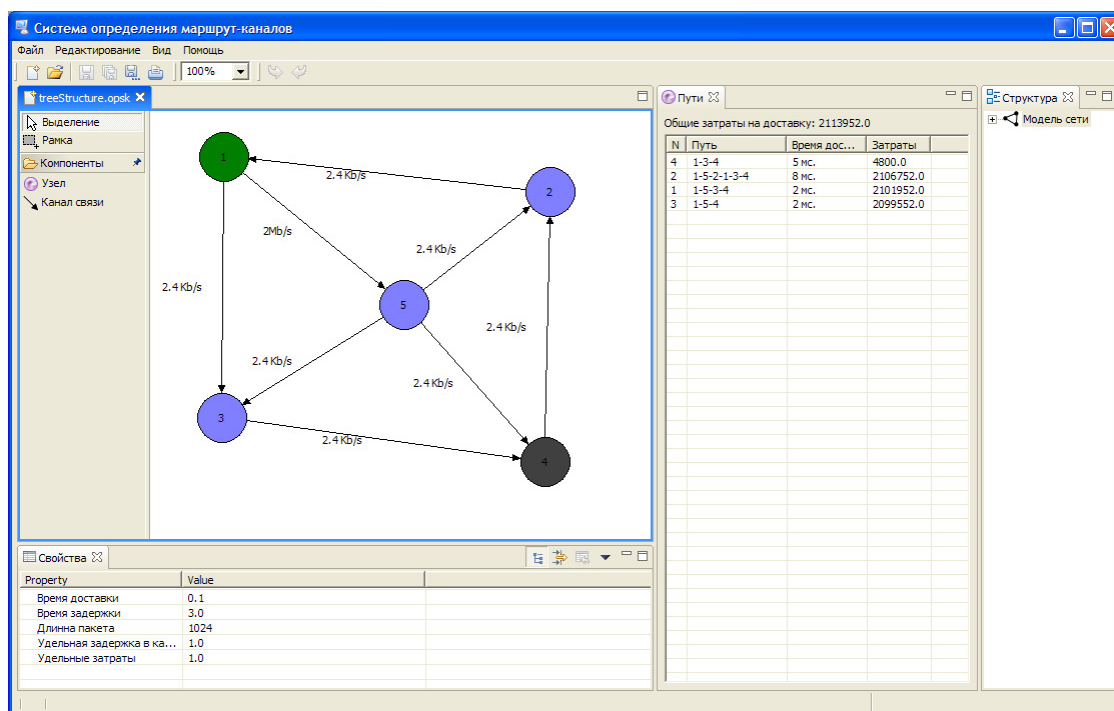 Система определения маршрут-каналов
Файл Редактирование Вид Помощь
100%
treeStructure.opsk
Выделение
Рамка
Компоненты
Узел
Канал связи
1
2.4 Kb/s
2
2Mb/s
2.4 Kb/s
2.4 Kb/s
5
2.4 Kb/s
2.4 Kb/s
2.4 Kb/s
3
2.4 Kb/s
4
Пути
Общие затраты на доставку: 2113952.0
N Путь Время дос... Затраты
4 1-3-4 5 мс. 4800.0
2 1-5-2-1-3-4 8 мс. 2106752.0
1 1-5-3-4 2 мс. 2101952.0
3 1-5-4 2 мс. 2099552.0
Структура
Модель сети
Свойства
Property Value
Время доставки 0.1
Время задержки 3.0
Длинна пакета 1024
Удельная задержка в ка... 1.0
Удельные затраты 1.0